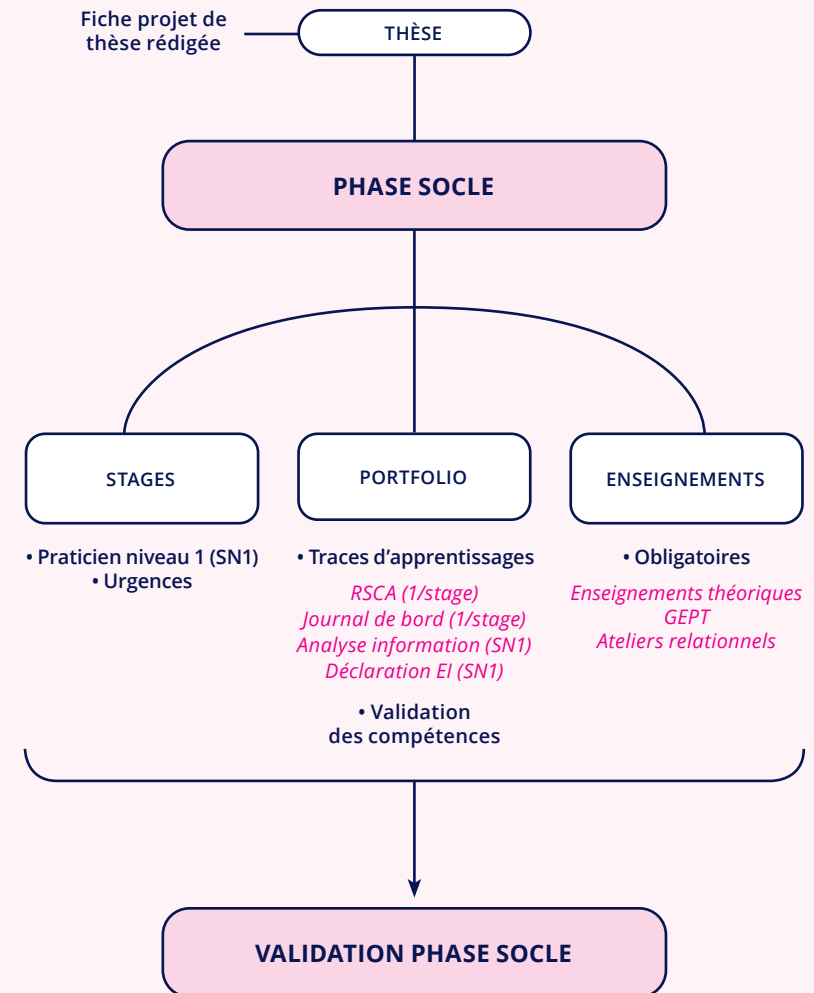 Fiche projet de
thèse rédigée
THÈSE
PHASE SOCLE
STAGES
• Praticien niveau 1 (SN1)
• Urgences
PORTFOLIO
• Traces d'apprentissages
RSCA (1/stage)
Journal de bord (1/stage)
Analyse information (SN1)
Déclaration EI (SN1)
• Validation
des compétences
ENSEIGNEMENTS
• Obligatoires
Enseignements théoriques
GEPT
Ateliers relationnels
VALIDATION PHASE SOCLE